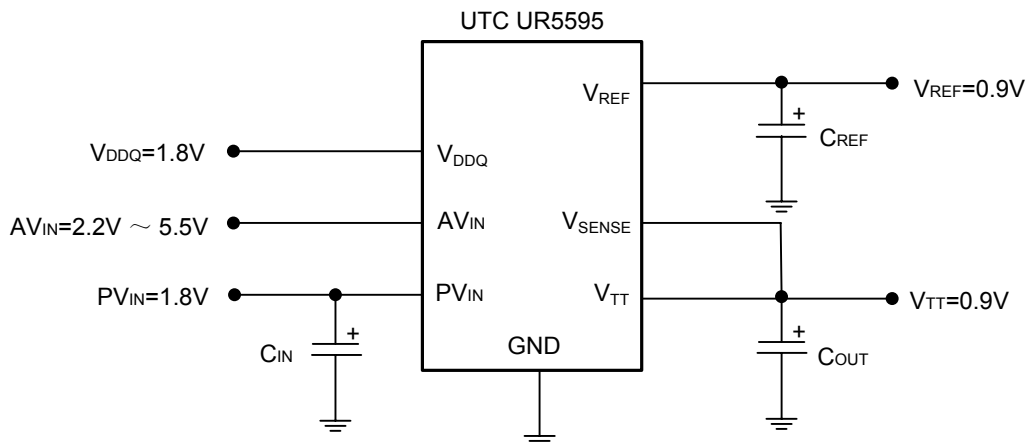 UTC UR5595
VREF
VREF=0.9V
+
CREF
VDDQ=1.8V
VDDQ
AVIN=2.2V ~ 5.5V
AVIN
VSENSE
PVIN=1.8V
PVIN
VTT
VTT=0.9V
+
CIN
GND
+
COUT